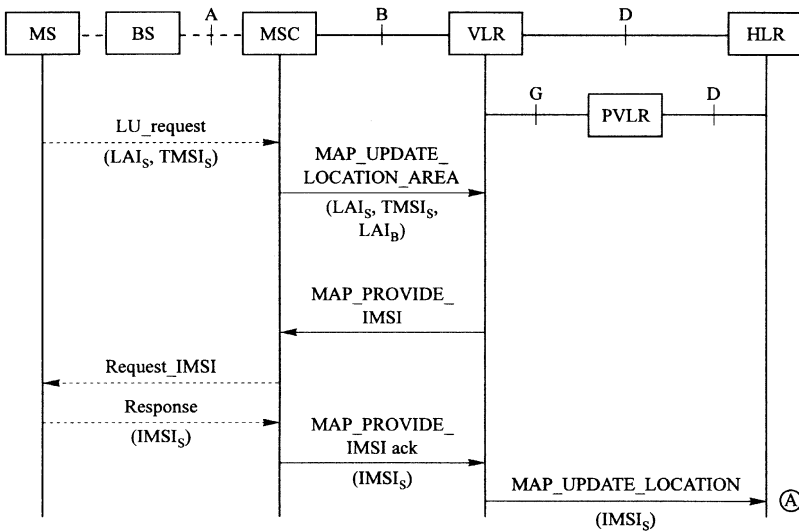 A B D
MS BS MSC VLR HLR
G D
PVLR
LU_request
(LAI_S, TMSI_S)
MAP_UPDATE_
LOCATION_AREA
(LAI_S, TMSI_S,
LAI_B)
MAP_PROVIDE_
IMSI
Request_IMSI
Response
(IMSI_S)
MAP_PROVIDE_
IMSI ack
(IMSI_S)
MAP_UPDATE_LOCATION
(IMSI_S)
A